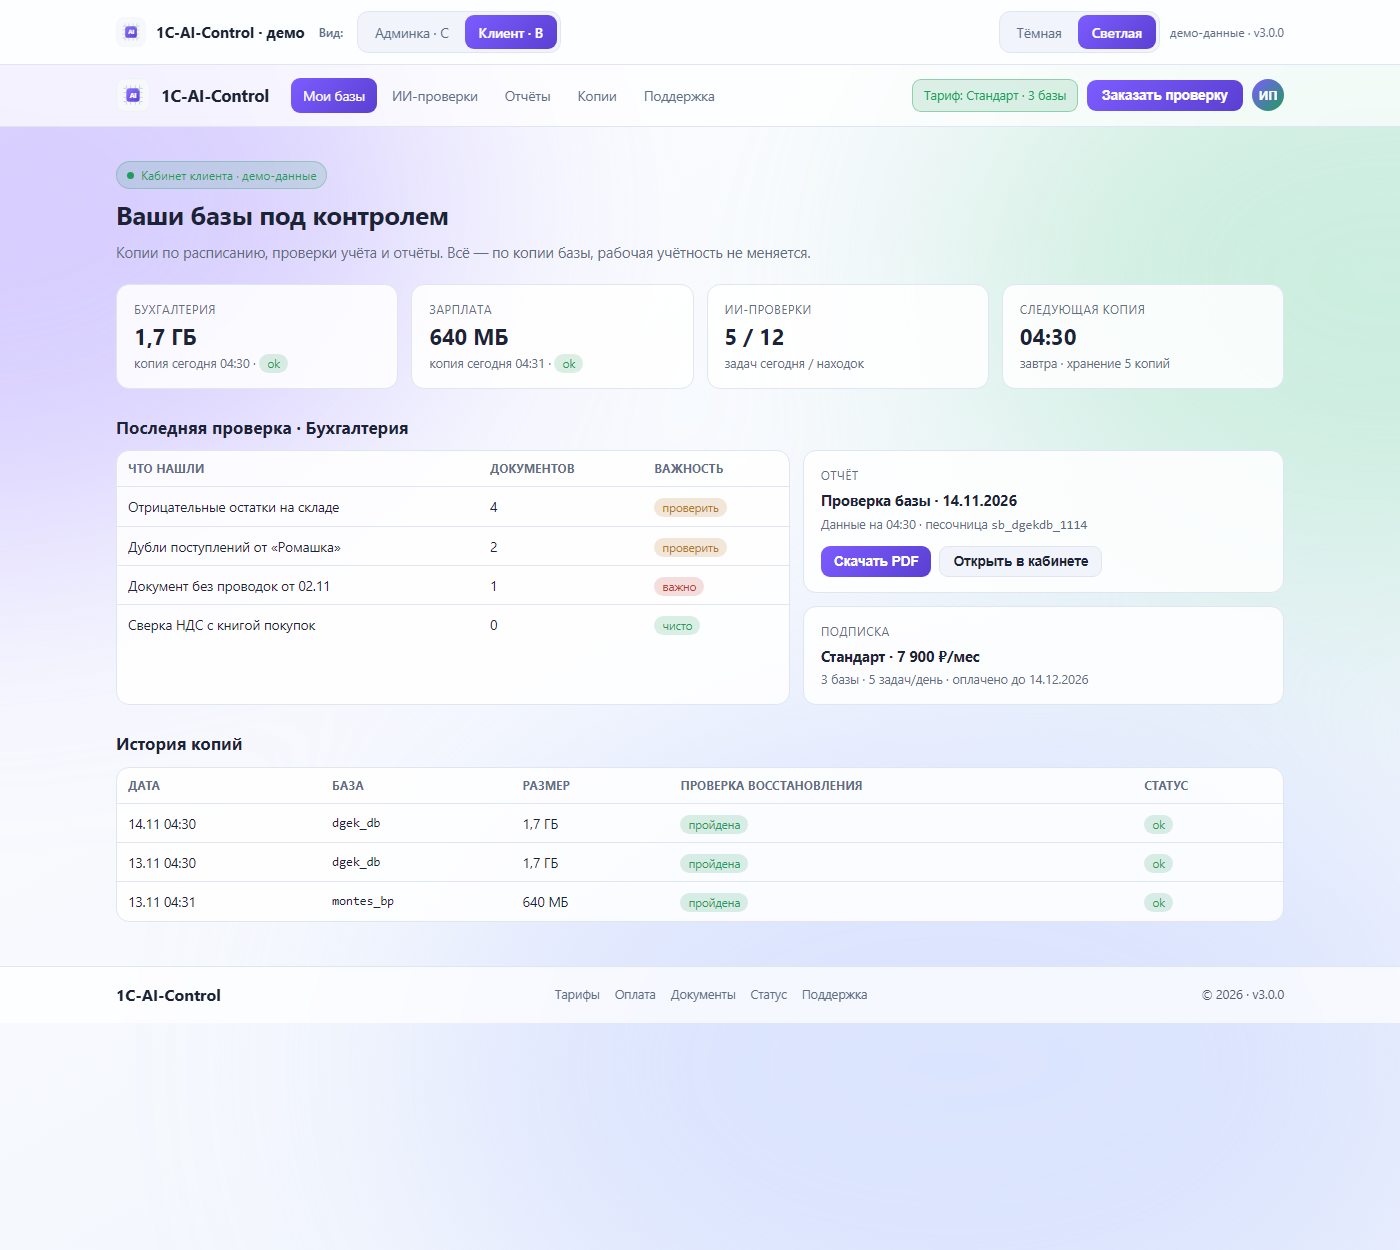 AI 1C-AI-Control · демо Вид: Админка · C Клиент · B Тёмная Светлая демо-данные · v3.0.0
AI 1C-AI-Control Мои базы ИИ-проверки Отчёты Копии Поддержка Тариф: Стандарт · 3 базы Заказать проверку ИП
Кабинет клиента · демо-данные
Ваши базы под контролем
Копии по расписанию, проверки учёта и отчёты. Всё — по копии базы, рабочая учётность не меняется.
БУХГАЛТЕРИЯ
1,7 ГБ
копия сегодня 04:30 · ok
ЗАРПЛАТА
640 МБ
копия сегодня 04:31 · ok
ИИ-ПРОВЕРКИ
5 / 12
задач сегодня / находок
СЛЕДУЮЩАЯ КОПИЯ
04:30
завтра · хранение 5 копий
Последняя проверка · Бухгалтерия
ЧТО НАШЛИ ДОКУМЕНТОВ ВАЖНОСТЬ
Отрицательные остатки на складе 4 проверить
Дубли поступлений от «Ромашка» 2 проверить
Документ без проводок от 02.11 1 важно
Сверка НДС с книгой покупок 0 чисто
ОТЧЁТ
Проверка базы · 14.11.2026
Данные на 04:30 · песочница sb_dgekdb_1114
Скачать PDF Открыть в кабинете
ПОДПИСКА
Стандарт · 7 900 ₽/мес
3 базы · 5 задач/день · оплачено до 14.12.2026
История копий
ДАТА БАЗА РАЗМЕР ПРОВЕРКА ВОССТАНОВЛЕНИЯ СТАТУС
14.11 04:30 dgek_db 1,7 ГБ пройдена ok
13.11 04:30 dgek_db 1,7 ГБ пройдена ok
13.11 04:31 montes_bp 640 МБ пройдена ok
1C-AI-Control Тарифы Оплата Документы Статус Поддержка © 2026 · v3.0.0